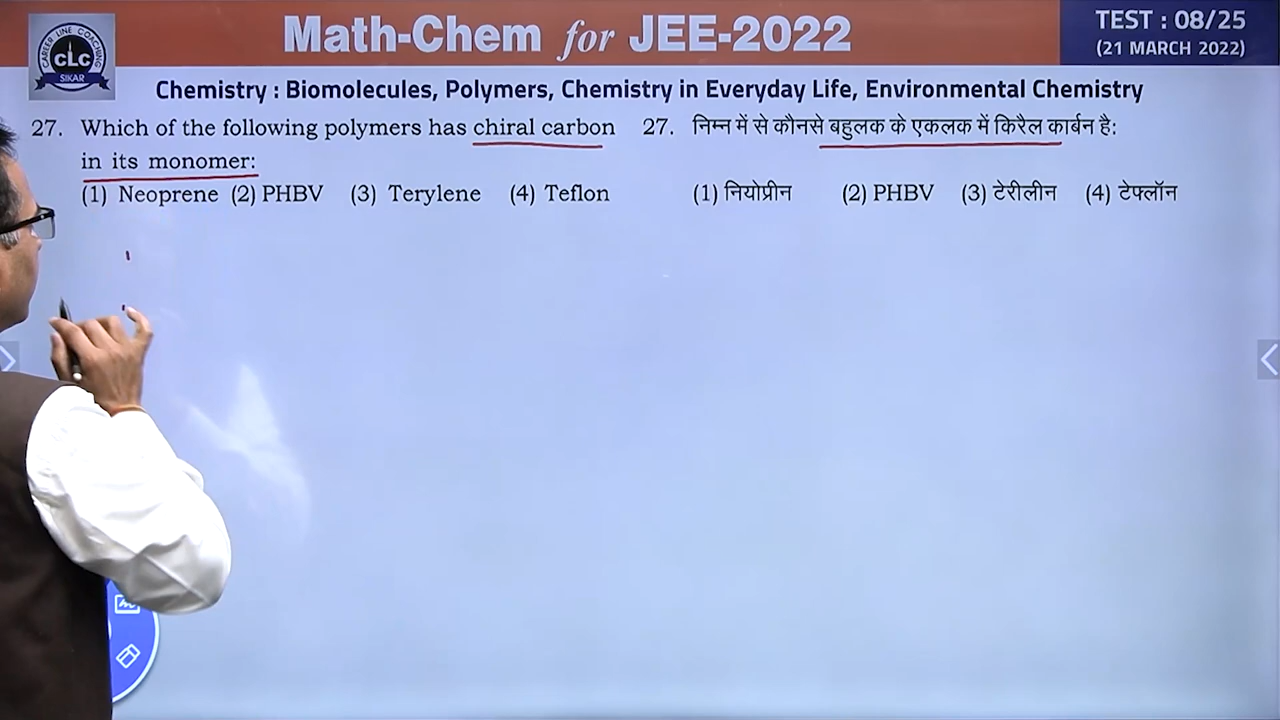 CAREER LINE COACHING
CLC
SIKAR
Math-Chem for JEE-2022
TEST : 08/25
(21 MARCH 2022)
Chemistry : Biomolecules, Polymers, Chemistry in Everyday Life, Environmental Chemistry
27. Which of the following polymers has chiral carbon
in its monomer:
(1) Neoprene (2) PHBV (3) Terylene (4) Teflon
27. निम्न में से कौनसे बहुलक के एकलक में किरैल कार्बन है:
(1) नियोप्रीन (2) PHBV (3) टेरीलीन (4) टेफ्लॉन